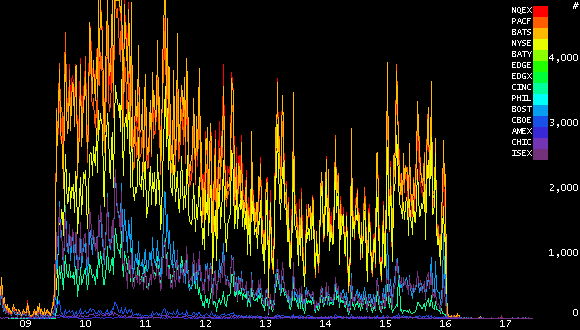 #
NQEX
PACF
BATS
NYSE
BATY
4,000
EDGE
EDGX
CINC
PHIL
BOST
CBOE
3,000
AMEX
CHIC
ISEX
2,000
1,000
0
09 10 11 12 13 14 15 16 17